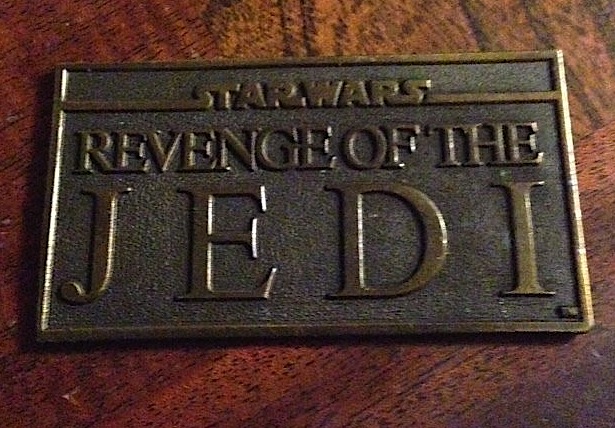 STAR WARS
REVENGE OF THE
JEDI